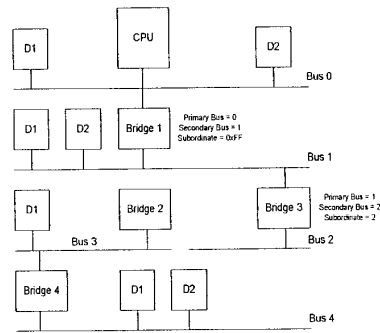 CPU
D1
D2
Bus 0
D1
D2
Bridge 1
Primary Bus = 0
Secondary Bus = 1
Subordinate = 0xFF
Bus 1
D1
Bridge 2
Bridge 3
Primary Bus = 1
Secondary Bus = 2
Subordinate = 2
Bus 3
Bus 2
Bridge 4
D1
D2
Bus 4